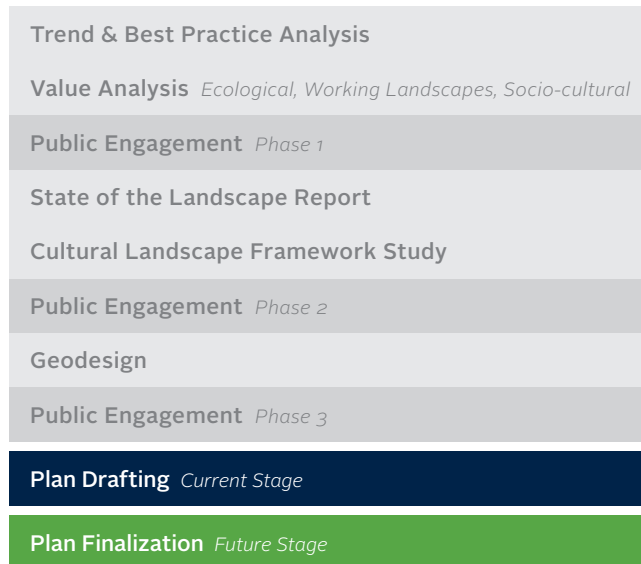 Trend & Best Practice Analysis
Value Analysis Ecological, Working Landscapes, Socio-cultural
Public Engagement Phase 1
State of the Landscape Report
Cultural Landscape Framework Study
Public Engagement Phase 2
Geodesign
Public Engagement Phase 3
Plan Drafting Current Stage
Plan Finalization Future Stage